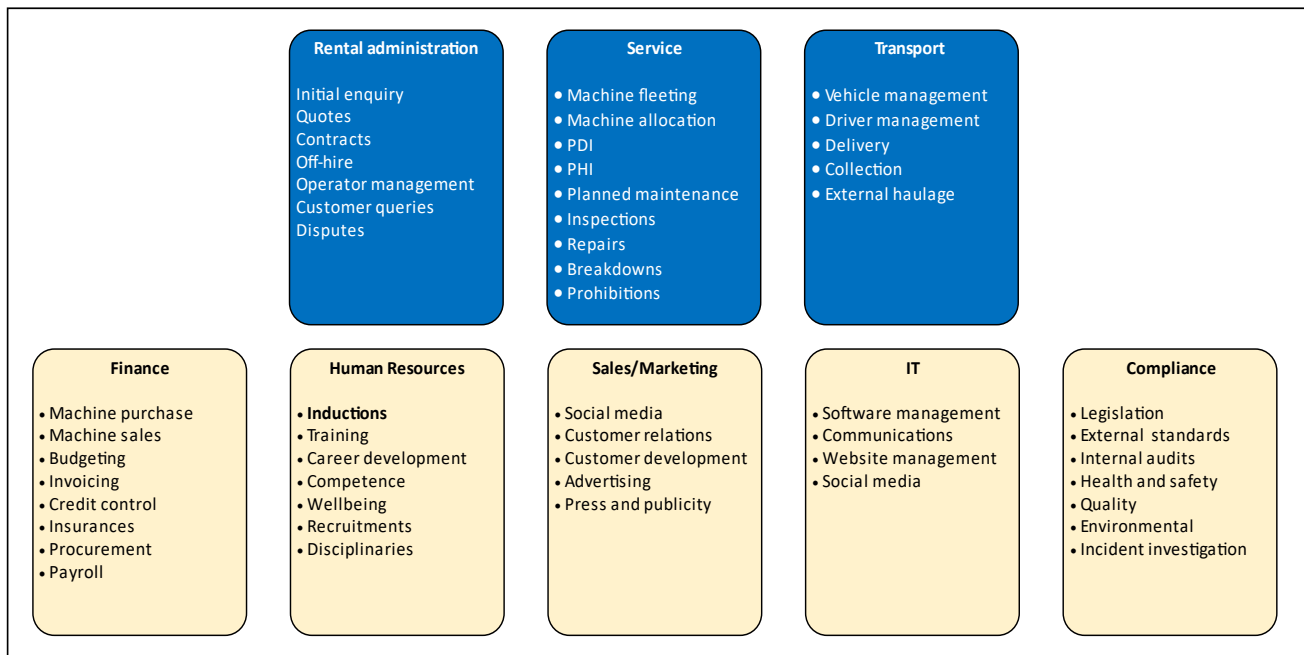 Rental administration
Initial enquiry
Quotes
Contracts
Off-hire
Operator management
Customer queries
Disputes
Service
• Machine fleeting
• Machine allocation
• PDI
• PHI
• Planned maintenance
• Inspections
• Repairs
• Breakdowns
• Prohibitions
Transport
• Vehicle management
• Driver management
• Delivery
• Collection
• External haulage
Finance
• Machine purchase
• Machine sales
• Budgeting
• Invoicing
• Credit control
• Insurances
• Procurement
• Payroll
Human Resources
• Inductions
• Training
• Career development
• Competence
• Wellbeing
• Recruitments
• Disciplinaries
Sales/Marketing
• Social media
• Customer relations
• Customer development
• Advertising
• Press and publicity
IT
• Software management
• Communications
• Website management
• Social media
Compliance
• Legislation
• External standards
• Internal audits
• Health and safety
• Quality
• Environmental
• Incident investigation